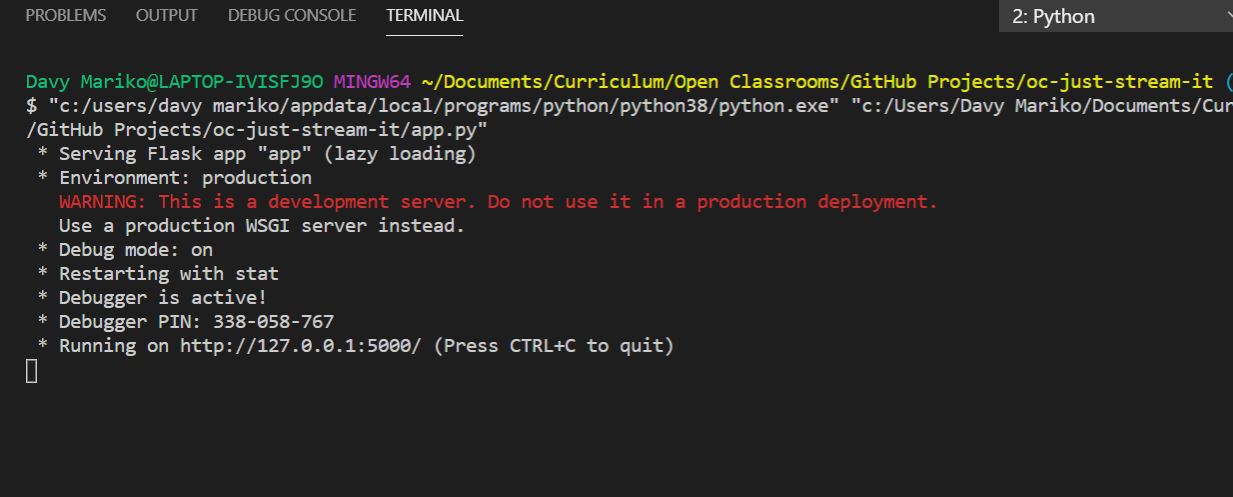 PROBLEMS OUTPUT DEBUG CONSOLE TERMINAL 2: Python
Davy Mariko@LAPTOP-IVISFJ9O MINGW64 ~/Documents/Curriculum/Open Classrooms/GitHub Projects/oc-just-stream-it (
$ "c:/users/davy mariko/appdata/local/programs/python/python38/python.exe" "c:/Users/Davy Mariko/Documents/Cur
/GitHub Projects/oc-just-stream-it/app.py"
* Serving Flask app "app" (lazy loading)
* Environment: production
WARNING: This is a development server. Do not use it in a production deployment.
Use a production WSGI server instead.
* Debug mode: on
* Restarting with stat
* Debugger is active!
* Debugger PIN: 338-058-767
* Running on http://127.0.0.1:5000/ (Press CTRL+C to quit)